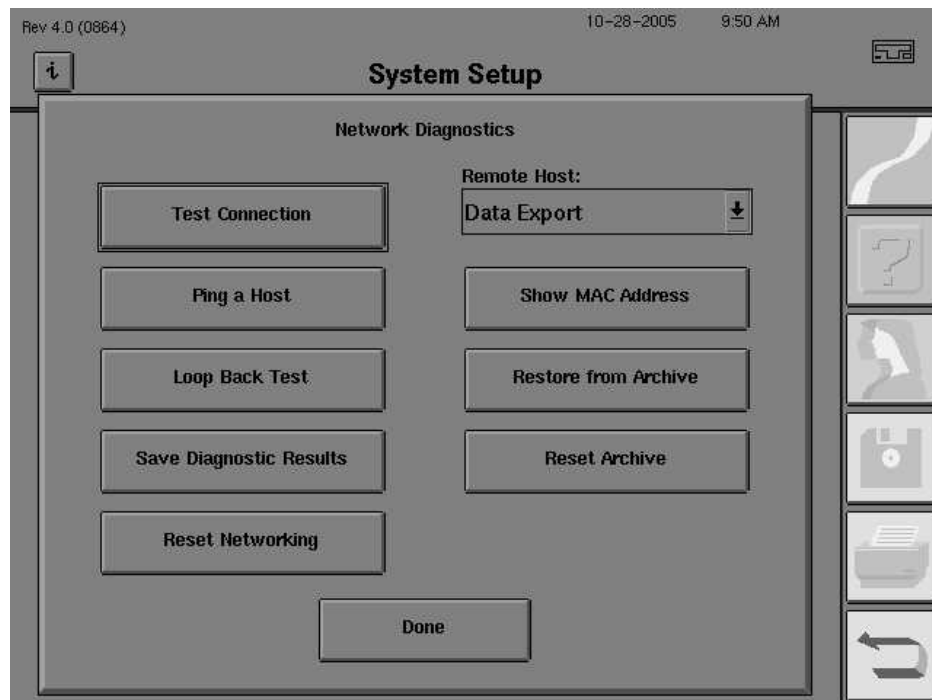 Rev 4.0 (0864)
10-28-2005 9:50 AM
i
System Setup
Network Diagnostics
Remote Host:
Test Connection
Data Export
Ping a Host
Show MAC Address
Loop Back Test
Restore from Archive
Save Diagnostic Results
Reset Archive
Reset Networking
Done
?